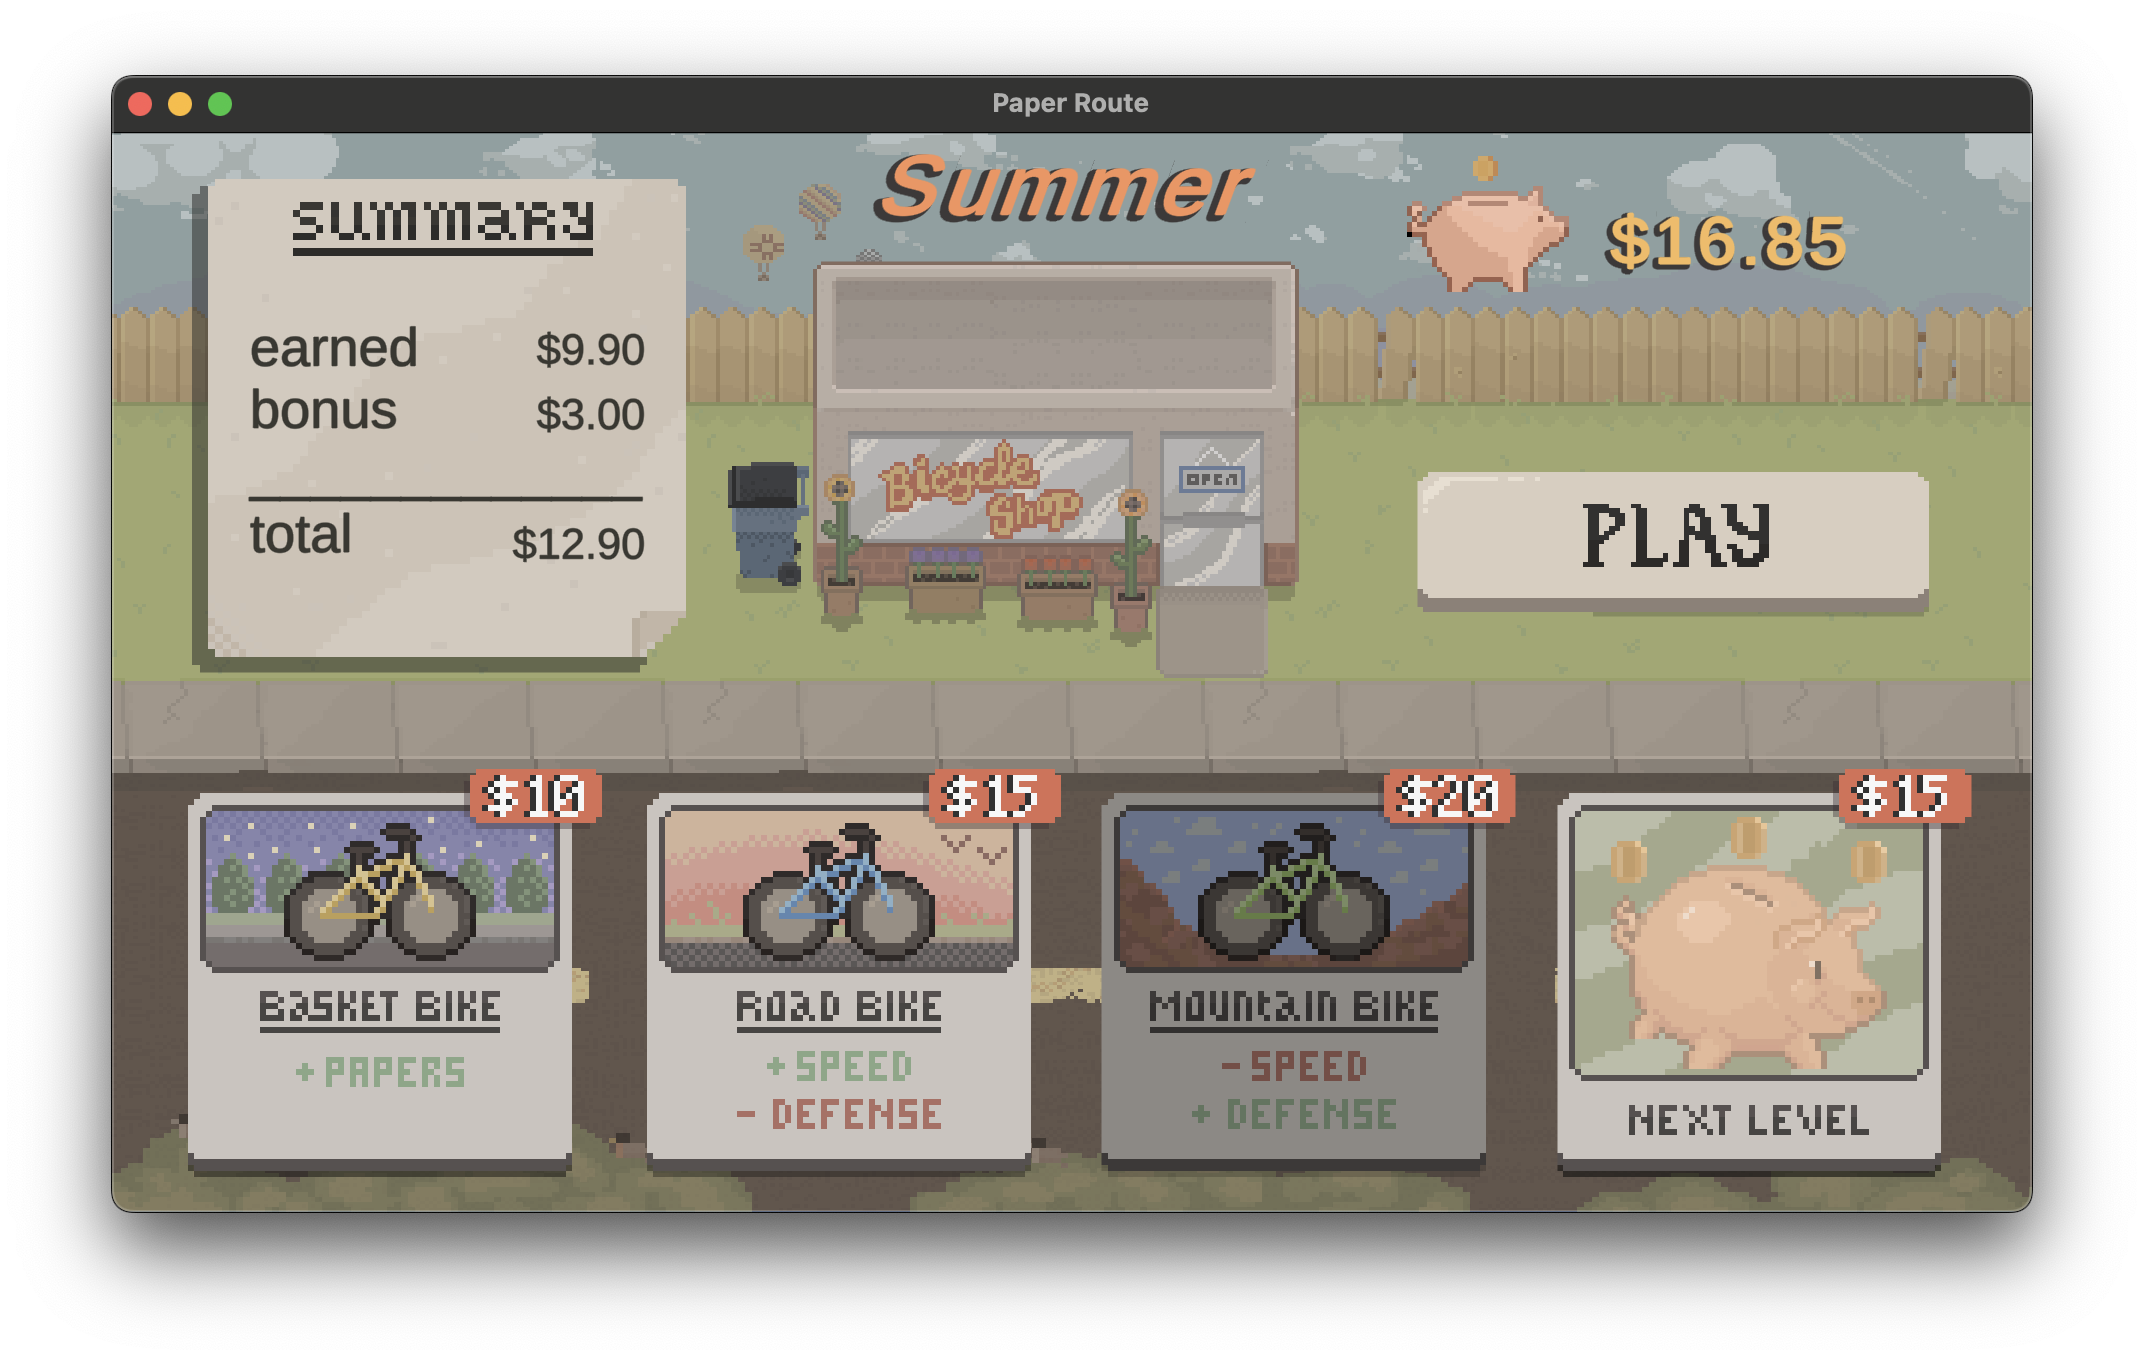 Paper Route
Summer
$16.85
summary
earned $9.90
bonus $3.00
total $12.90
Bicycle
Shop
OPEN
PLAY
$10
BASKET BIKE
+ PAPERS
$15
ROAD BIKE
+ SPEED
- DEFENSE
$20
MOUNTAIN BIKE
- SPEED
+ DEFENSE
$15
NEXT LEVEL